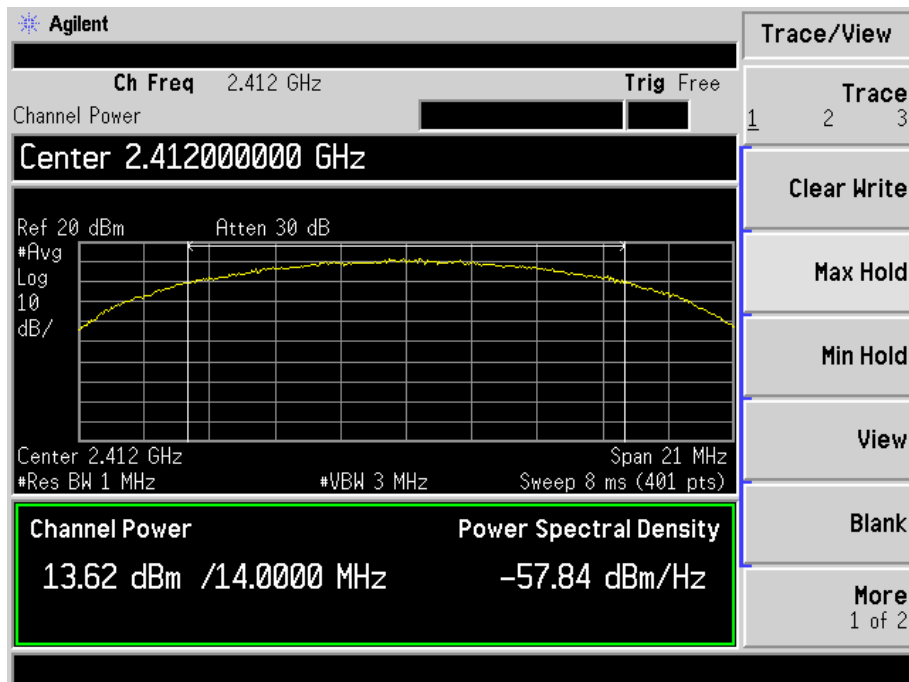 Agilent
Trace/View
Ch Freq 2.412 GHz Trig Free
Channel Power
Trace
1 2 3
Center 2.412000000 GHz
Clear Write
Ref 20 dBm Atten 30 dB
#Avg
Log
10
dB/
Max Hold
Min Hold
Center 2.412 GHz Span 21 MHz
#Res BW 1 MHz #VBW 3 MHz Sweep 8 ms (401 pts)
View
Channel Power Power Spectral Density
13.62 dBm /14.0000 MHz -57.84 dBm/Hz
Blank
More
1 of 2